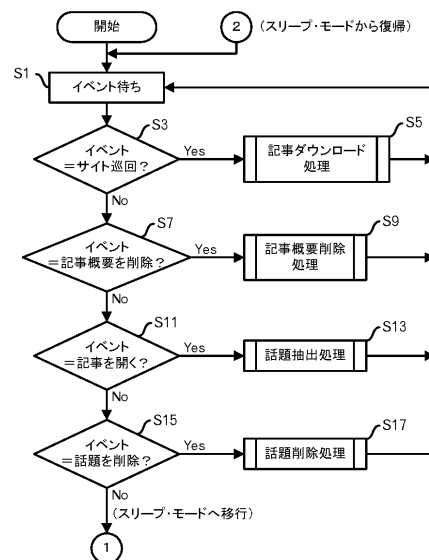 開始
2
(スリープ・モードから復帰)
S1
イベント待ち
S3
イベント
=サイト巡回?
Yes
S5
記事ダウンロード
処理
No
S7
イベント
=記事概要を削除?
Yes
S9
記事概要削除
処理
No
S11
イベント
=記事を開く?
Yes
S13
話題抽出処理
No
S15
イベント
=話題を削除?
Yes
S17
話題削除処理
No
(スリープ・モードへ移行)
1